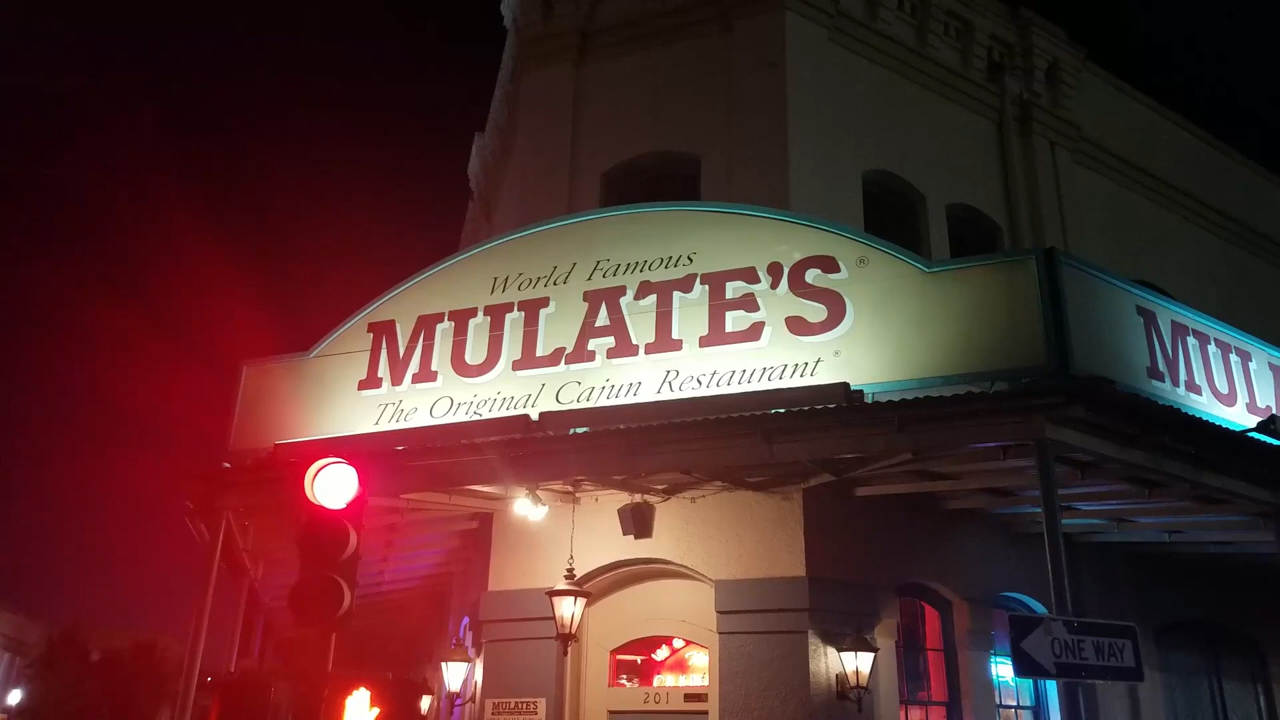 World Famous
MULATE'S®
The Original Cajun Restaurant®
MUL
ONE WAY
201
MULATE'S